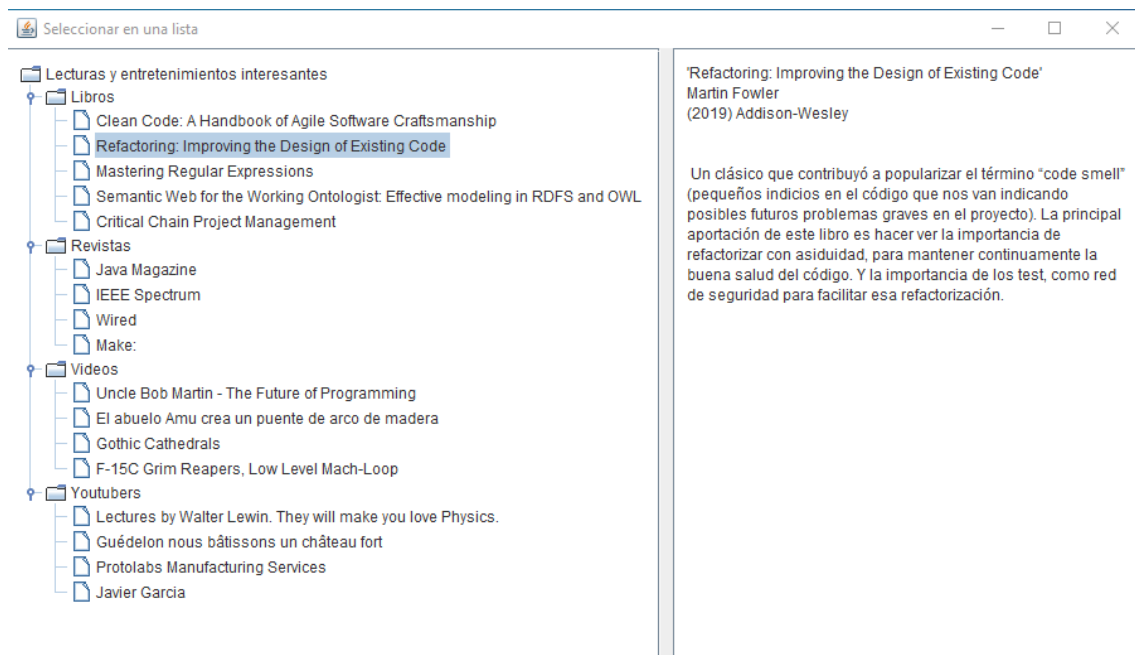 Seleccionar en una lista
Lecturas y entretenimientos interesantes
Libros
Clean Code: A Handbook of Agile Software Craftsmanship
Refactoring: Improving the Design of Existing Code
Mastering Regular Expressions
Semantic Web for the Working Ontologist: Effective modeling in RDFS and OWL
Critical Chain Project Management
Revistas
Java Magazine
IEEE Spectrum
Wired
Make:
Videos
Uncle Bob Martin - The Future of Programming
El abuelo Amu crea un puente de arco de madera
Gothic Cathedrals
F-15C Grim Reapers, Low Level Mach-Loop
Youtubers
Lectures by Walter Lewin. They will make you love Physics.
Guédelon nous bâtissons un château fort
Protolabs Manufacturing Services
Javier Garcia
'Refactoring: Improving the Design of Existing Code'
Martin Fowler
(2019) Addison-Wesley
Un clásico que contribuyó a popularizar el término “code smell”
(pequeños indicios en el código que nos van indicando
posibles futuros problemas graves en el proyecto). La principal
aportación de este libro es hacer ver la importancia de
refactorizar con asiduidad, para mantener continuamente la
buena salud del código. Y la importancia de los test, como red
de seguridad para facilitar esa refactorización.